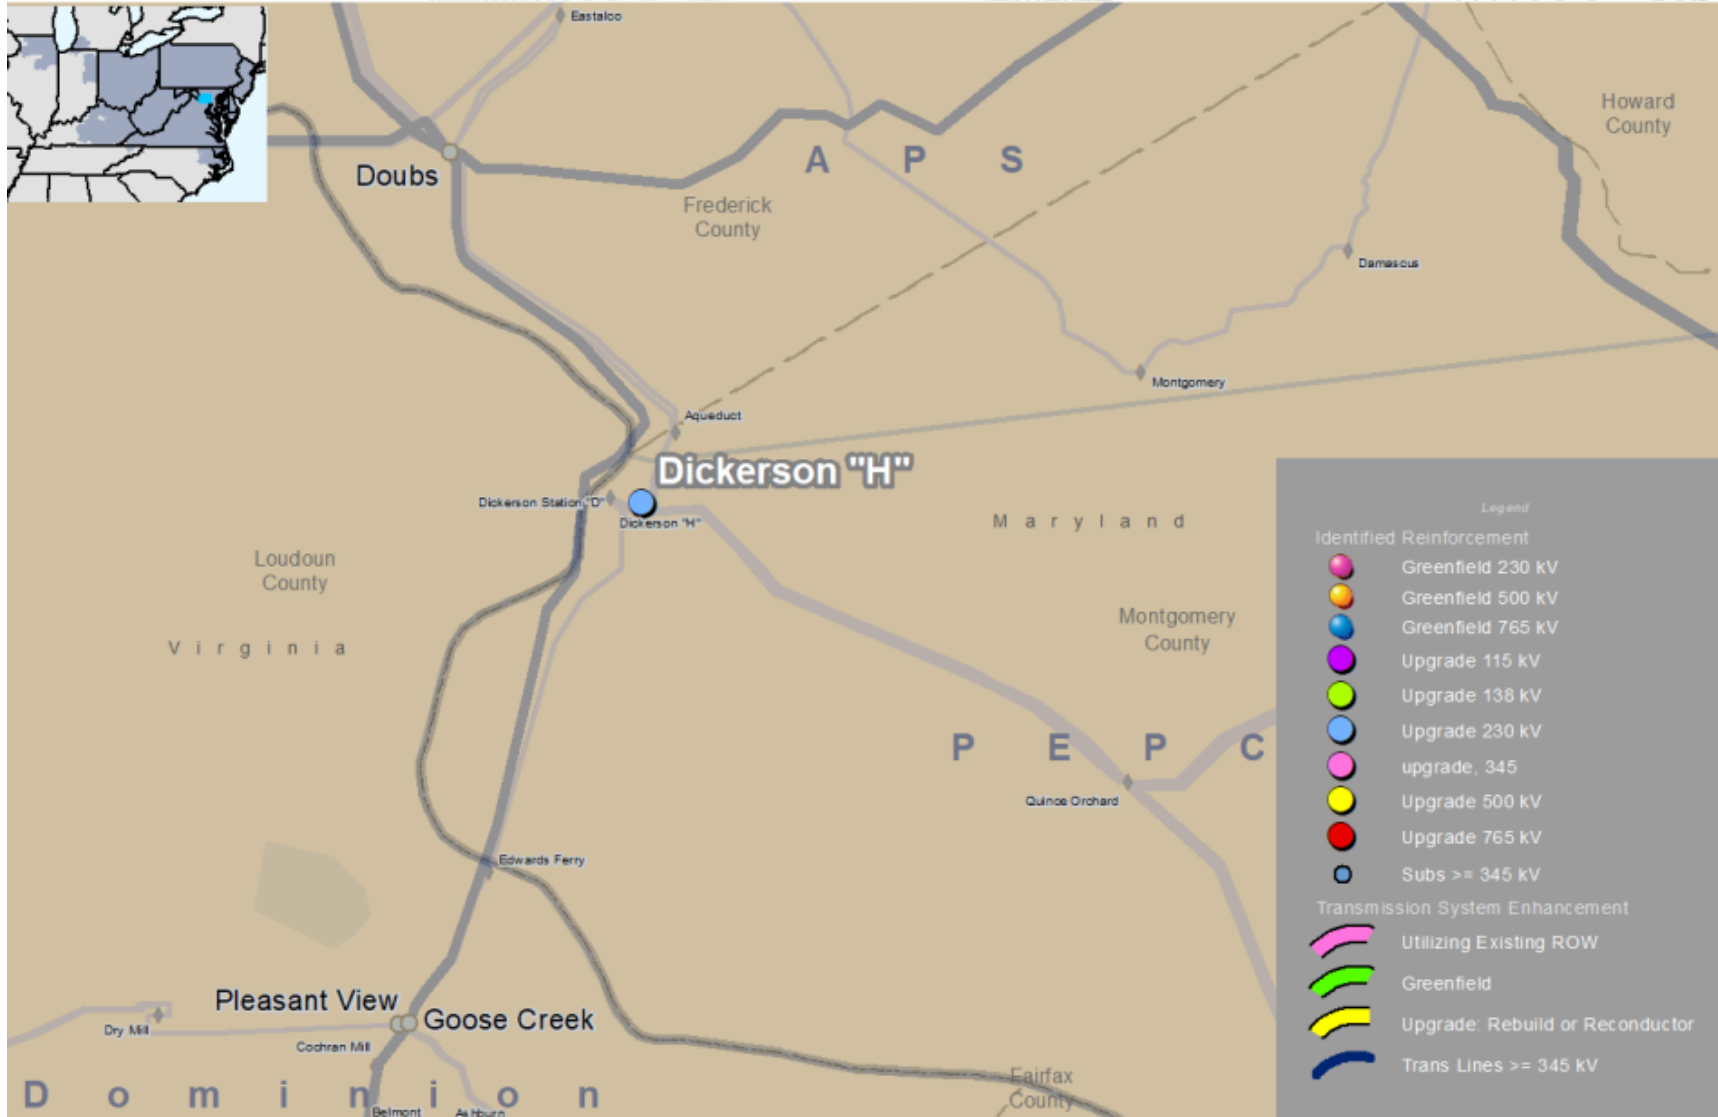 Eastalco
Howard
County
A P S
Doubs
Frederick
County
Damascus
Montgomery
Aqueduct
Dickerson "H"
Dickerson Station "D"
Dickerson "H"
Maryland
Loudoun
County
Virginia
Montgomery
County
P E P C
Quince Orchard
Edwards Ferry
Pleasant View
Goose Creek
Dry Mill
Cochran Mill
Dominion
Belmont
Ashburn
Fairfax
County
Legend
Identified Reinforcement
Greenfield 230 kV
Greenfield 500 kV
Greenfield 765 kV
Upgrade 115 kV
Upgrade 138 kV
Upgrade 230 kV
upgrade, 345
Upgrade 500 kV
Upgrade 765 kV
Subs >= 345 kV
Transmission System Enhancement
Utilizing Existing ROW
Greenfield
Upgrade: Rebuild or Reconductor
Trans Lines >= 345 kV